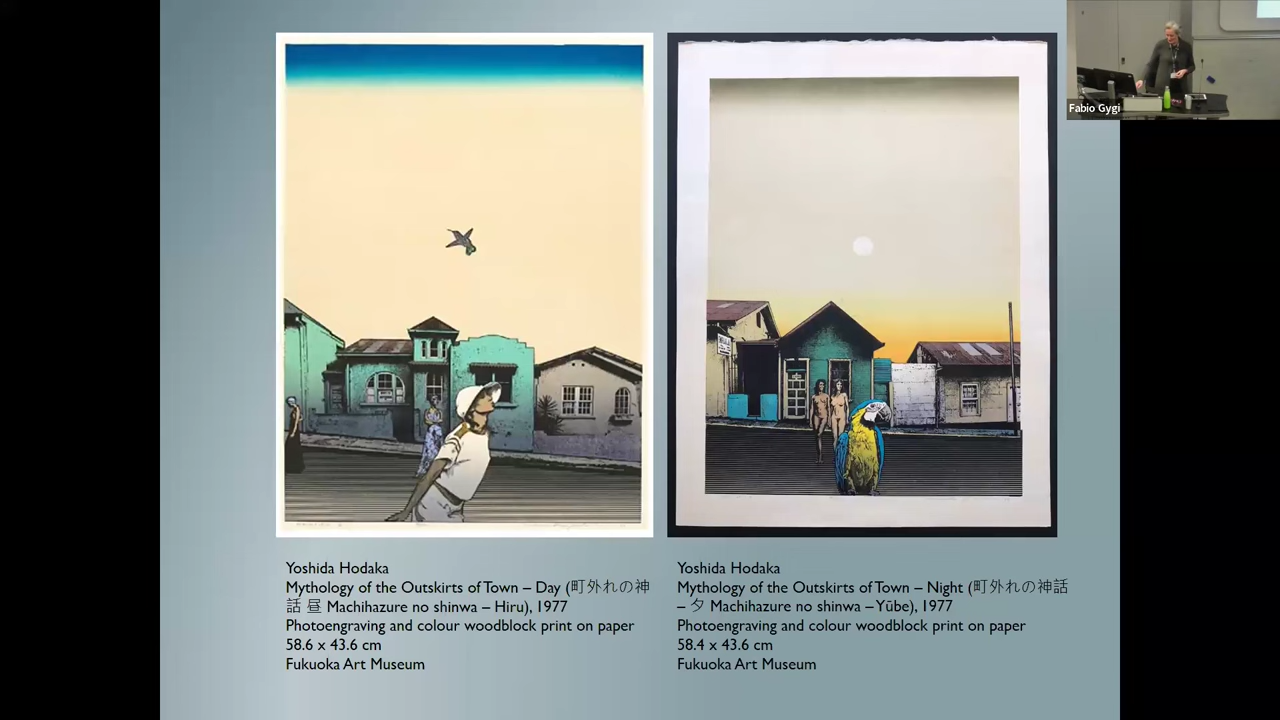 Fabio Gygi
Yoshida Hodaka
Mythology of the Outskirts of Town – Day (町外れの神
話 昼 Machihazure no shinwa – Hiru), 1977
Photoengraving and colour woodblock print on paper
58.6 x 43.6 cm
Fukuoka Art Museum
Yoshida Hodaka
Mythology of the Outskirts of Town – Night (町外れの神話
– 夕 Machihazure no shinwa – Yūbe), 1977
Photoengraving and colour woodblock print on paper
58.4 x 43.6 cm
Fukuoka Art Museum